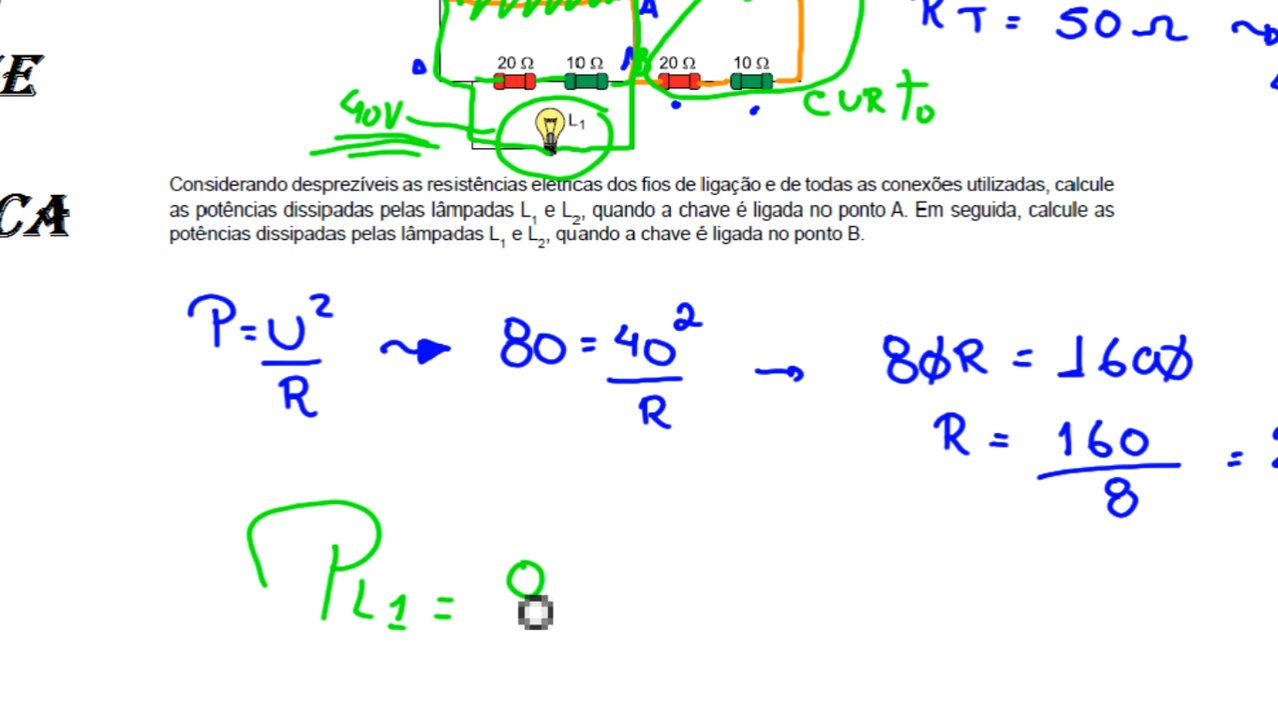 A
RT = 50 Ω
E
20 Ω 10 Ω 20 Ω 10 Ω
CURTO
40V
L1
CA
Considerando desprezíveis as resistências elétricas dos fios de ligação e de todas as conexões utilizadas, calcule
as potências dissipadas pelas lâmpadas L1 e L2, quando a chave é ligada no ponto A. Em seguida, calcule as
potências dissipadas pelas lâmpadas L1 e L2, quando a chave é ligada no ponto B.
P = U²/R 80 = 40²/R 80R = 1600
R = 160/8 =
PL1 =